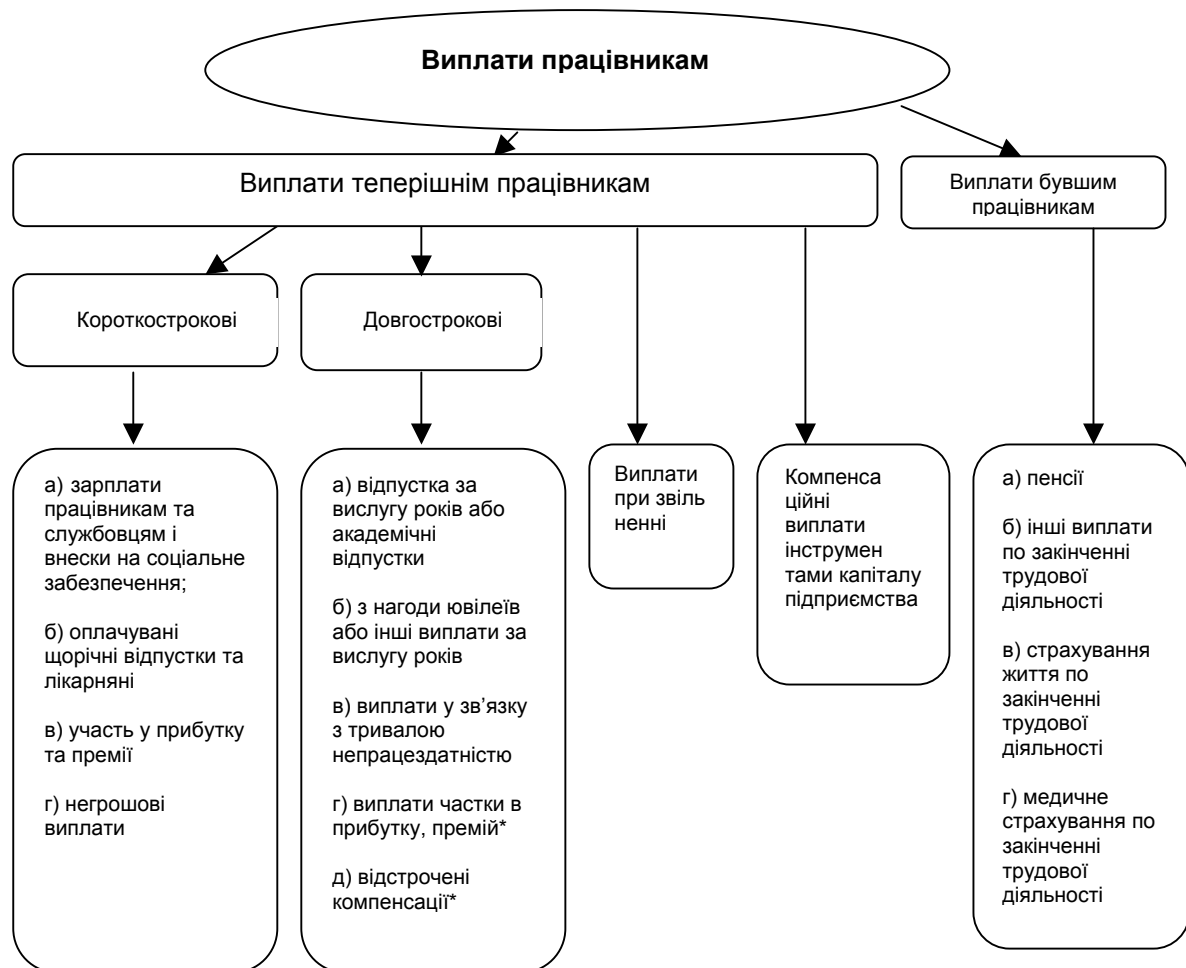 Виплати працівникам
Виплати теперішнім працівникам
Виплати бувшим
працівникам
Короткострокові
Довгострокові
а) зарплати
працівникам та
службовцям і
внески на соціальне
забезпечення;
б) оплачувані
щорічні відпустки та
лікарняні
в) участь у прибутку
та премії
г) негрошові
виплати
а) відпустка за
вислугу років або
академічні
відпустки
б) з нагоди ювілеїв
або інші виплати за
вислугу років
в) виплати у зв’язку
з тривалою
непрацездатністю
г) виплати частки в
прибутку, премій*
д) відстрочені
компенсації*
Виплати
при звіль
ненні
Компенса
ційні
виплати
інструмен
тами капіталу
підприємства
а) пенсії
б) інші виплати
по закінченні
трудової
діяльності
в) страхування
життя по
закінченні
трудової
діяльності
г) медичне
страхування по
закінченні
трудової
діяльності